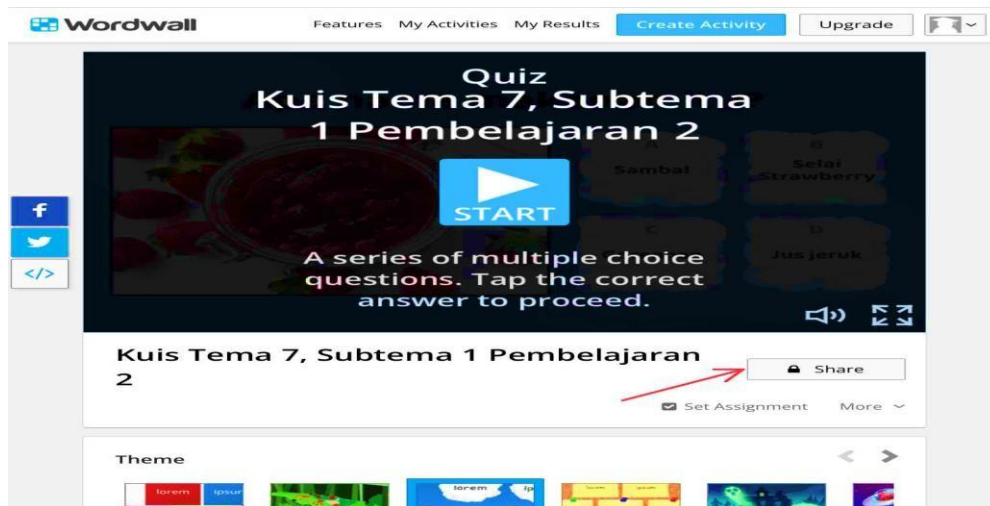 Wordwall
Features My Activities My Results Create Activity Upgrade
Quiz
Kuis Tema 7, Subtema
1 Pembelajaran 2
A
Sambal
B
Selai
Strawberry
START
C
D
Jus jeruk
A series of multiple choice
questions. Tap the correct
answer to proceed.
f
</>
Kuis Tema 7, Subtema 1 Pembelajaran
2
Share
Set Assignment More
Theme
lorem ipsum
lorem